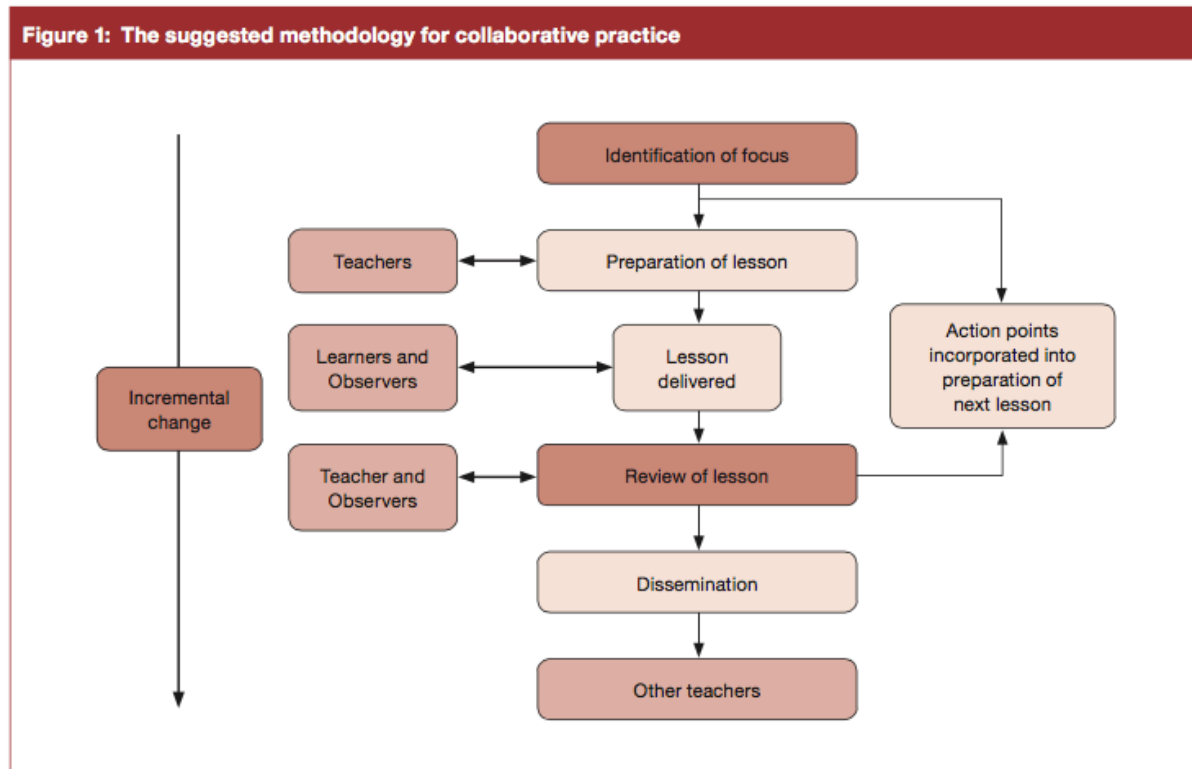 Figure 1: The suggested methodology for collaborative practice
Identification of focus
Teachers
Preparation of lesson
Learners and
Observers
Lesson
delivered
Action points
incorporated into
preparation of
next lesson
Incremental
change
Teacher and
Observers
Review of lesson
Dissemination
Other teachers